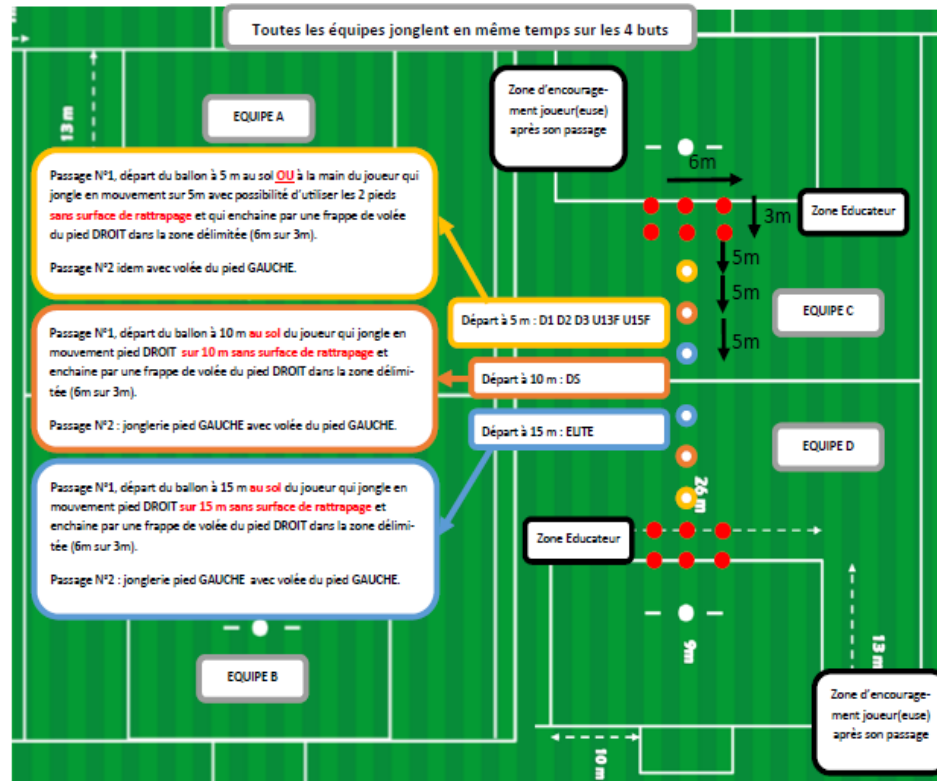 Toutes les équipes jonglent en même temps sur les 4 buts
13 m
EQUIPE A
Zone d'encourage-
ment joueur(euse)
après son passage
6m
Zone Educateur
3m
5m
5m
5m
EQUIPE C
Passage N°1, départ du ballon à 5 m au sol OU à la main du joueur qui
jongle en mouvement sur 5m avec possibilité d'utiliser les 2 pieds
sans surface de rattrapage et qui enchaine par une frappe de volée
du pied DROIT dans la zone délimitée (6m sur 3m).
Passage N°2 idem avec volée du pied GAUCHE.
Départ à 5 m : D1 D2 D3 U13F U15F
Passage N°1, départ du ballon à 10 m au sol du joueur qui jongle en
mouvement pied DROIT sur 10 m sans surface de rattrapage et
enchaine par une frappe de volée du pied DROIT dans la zone délimi-
tée (6m sur 3m).
Passage N°2 : jonglerie pied GAUCHE avec volée du pied GAUCHE.
Départ à 10 m : DS
Départ à 15 m : ELITE
EQUIPE D
Passage N°1, départ du ballon à 15 m au sol du joueur qui jongle en
mouvement pied DROIT sur 15 m sans surface de rattrapage et
enchaine par une frappe de volée du pied DROIT dans la zone délimi-
tée (6m sur 3m).
Passage N°2 : jonglerie pied GAUCHE avec volée du pied GAUCHE.
26 m
Zone Educateur
9m
13 m
EQUIPE B
Zone d'encourage-
ment joueur(euse)
après son passage
10 m